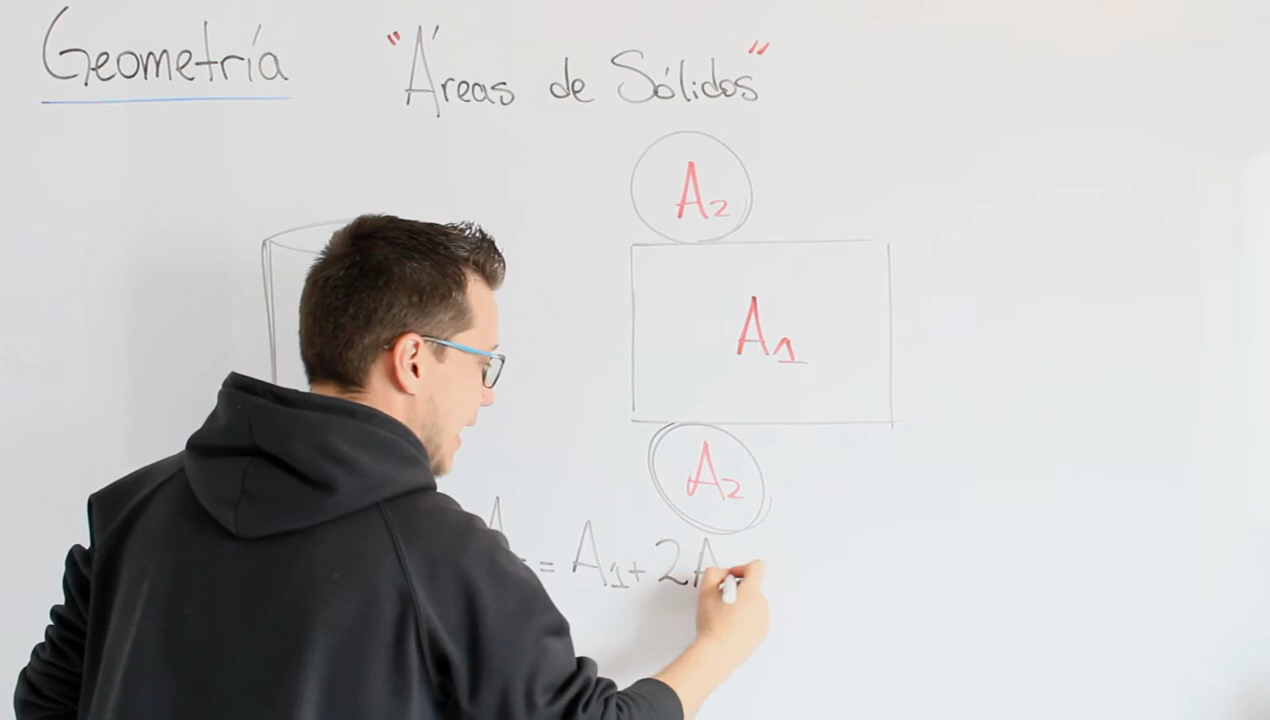 Geometría
"Áreas de Sólidos"
A₂
A₁
A₂
= A₁ + 2A